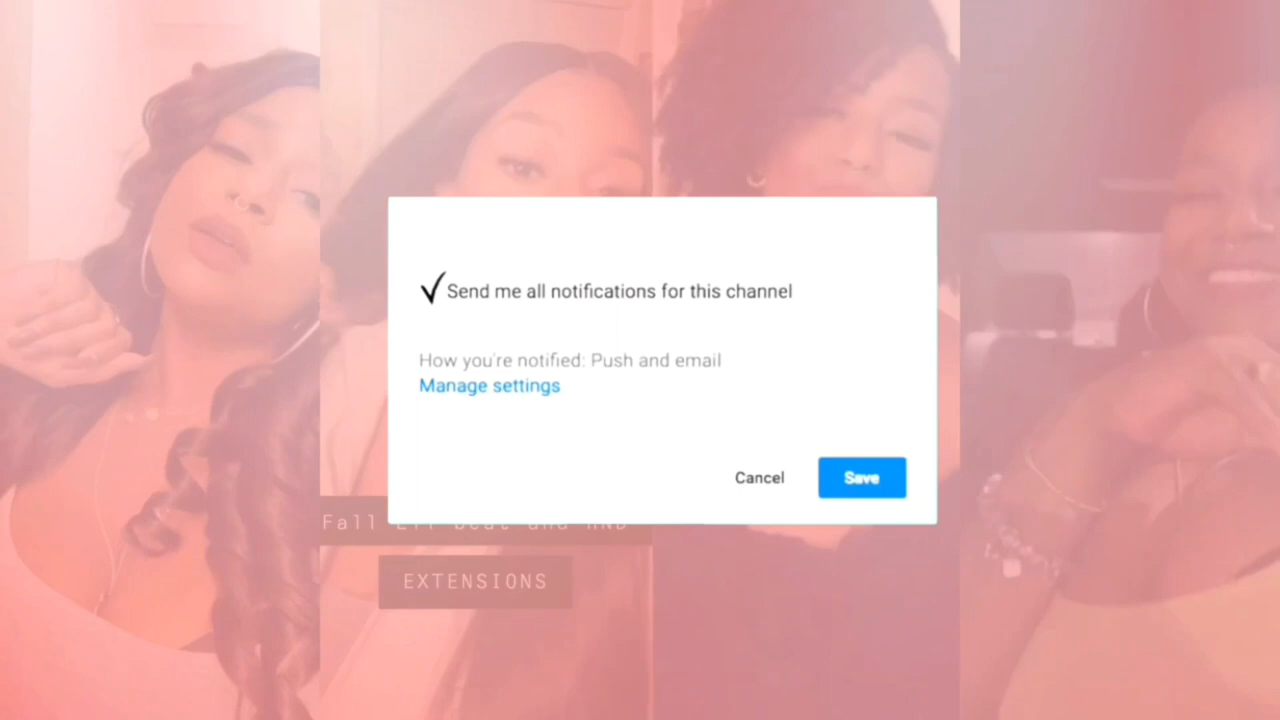 Send me all notifications for this channel
How you're notified: Push and email
Manage settings
Cancel
Save
Fall
EXTENSIONS